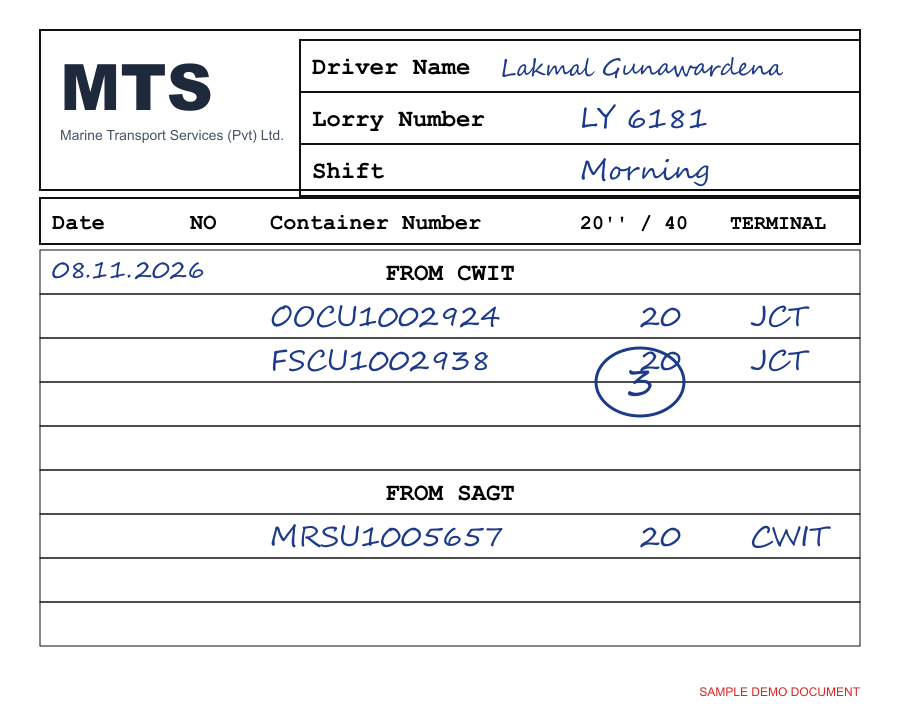 MTS
Marine Transport Services (Pvt) Ltd.
Driver Name Lakmal Gunawardena
Lorry Number LY 6181
Shift Morning
Date NO Container Number 20'' / 40 TERMINAL
08.11.2026 FROM CWIT
OOCU1002924 20 JCT
FSCU1002938 20 JCT
3
FROM SAGT
MRSU1005657 20 CWIT
SAMPLE DEMO DOCUMENT